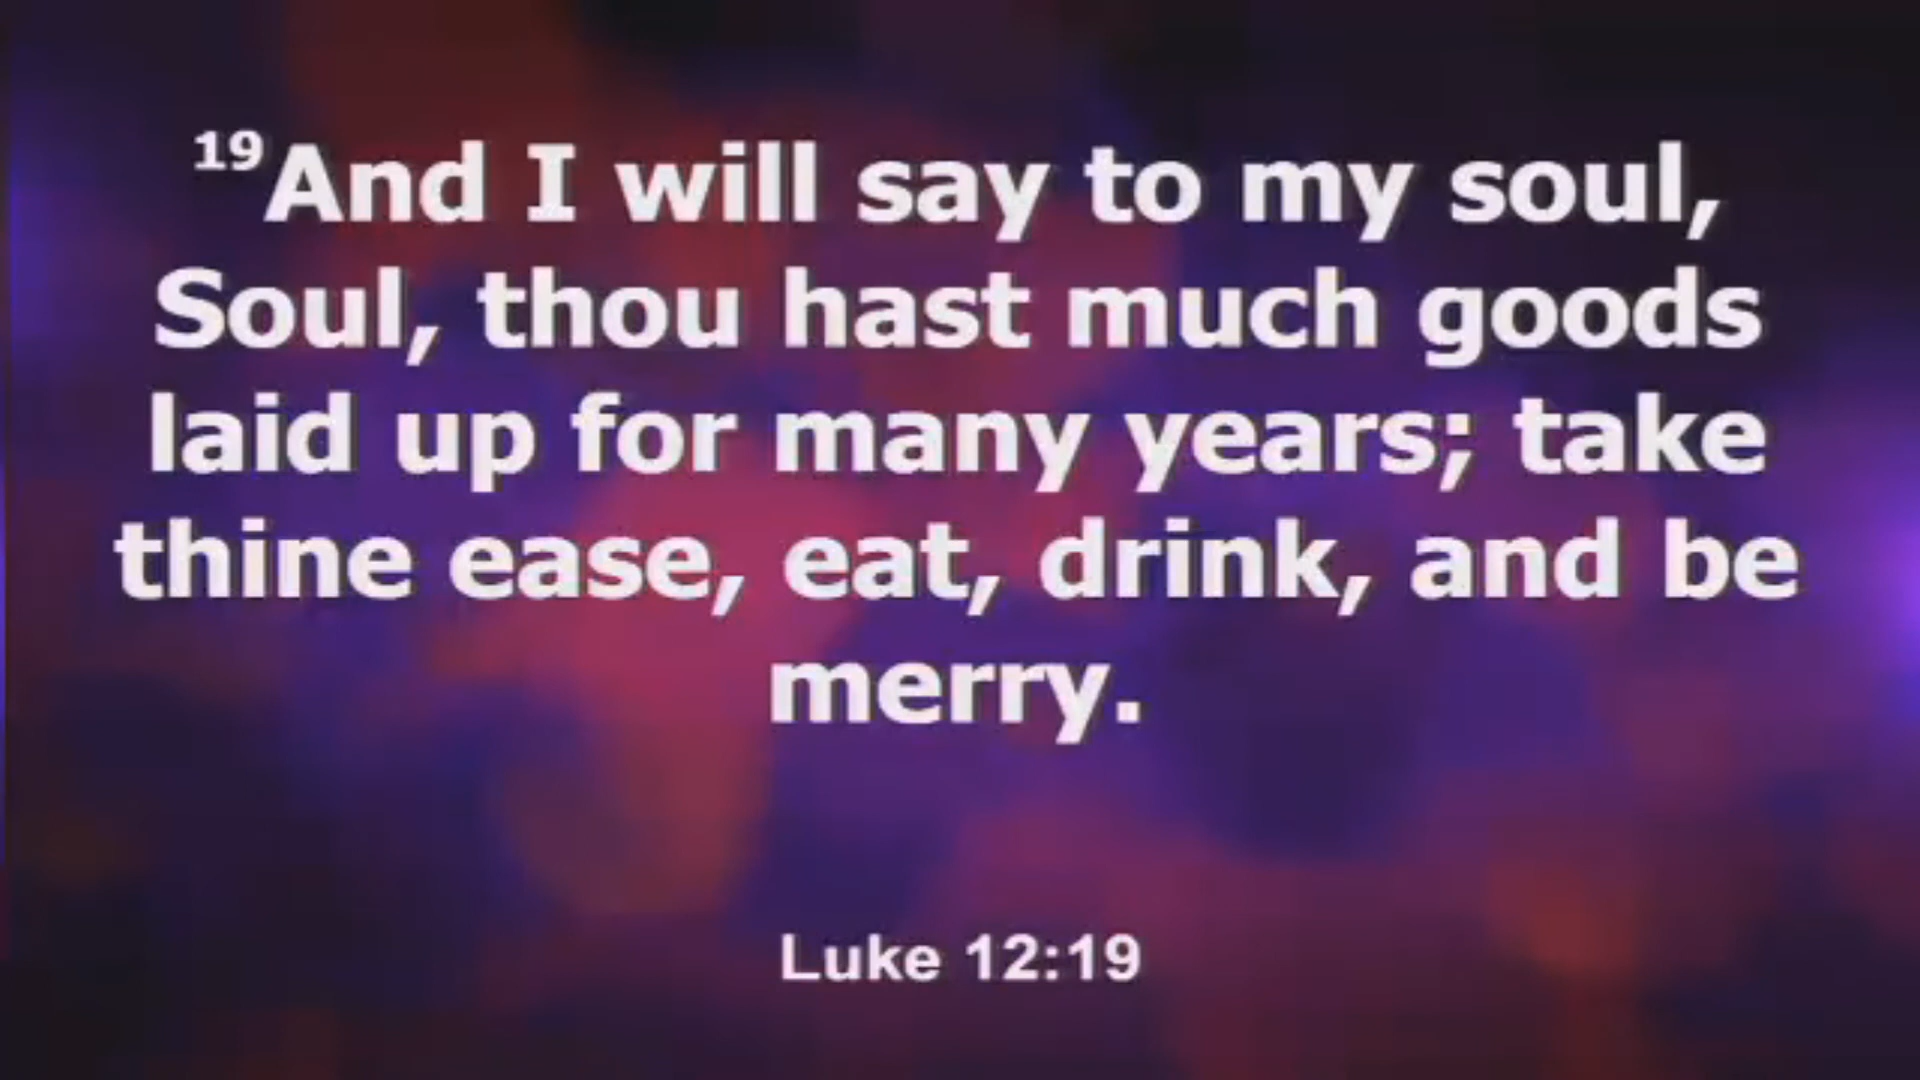 19And I will say to my soul,
Soul, thou hast much goods
laid up for many years; take
thine ease, eat, drink, and be
merry.
Luke 12:19